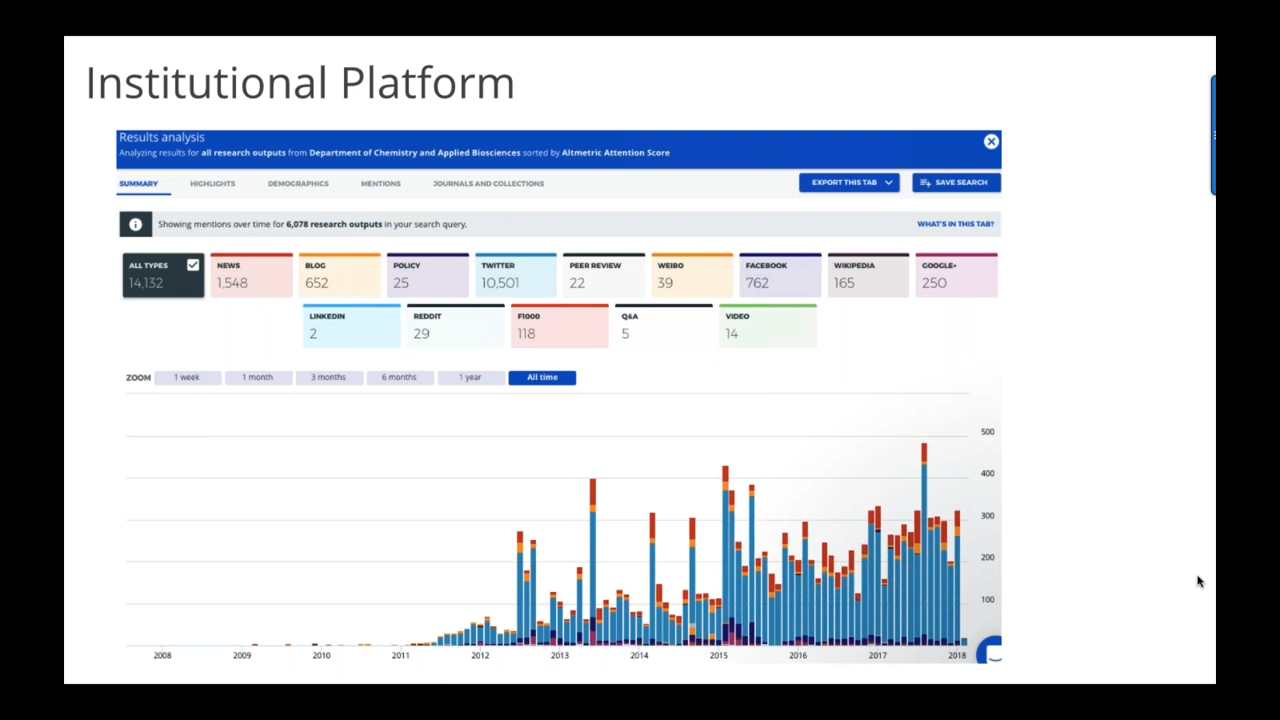 Institutional Platform
Results analysis
Analyzing results for all research outputs from Department of Chemistry and Applied Biosciences sorted by Altmetric Attention Score
SUMMARY HIGHLIGHTS DEMOGRAPHICS MENTIONS JOURNALS AND COLLECTIONS EXPORT THIS TAB SAVE SEARCH
Showing mentions over time for 6,078 research outputs in your search query. WHAT'S IN THIS TAB?
ALL TYPES NEWS BLOG POLICY TWITTER PEER REVIEW WEIBO FACEBOOK WIKIPEDIA GOOGLE+
14,132 1,548 652 25 10,501 22 39 762 165 250
LINKEDIN REDDIT F1000 Q&A VIDEO
2 29 118 5 14
ZOOM 1 week 1 month 3 months 6 months 1 year All time
500
400
300
200
100
2008 2009 2010 2011 2012 2013 2014 2015 2016 2017 2018